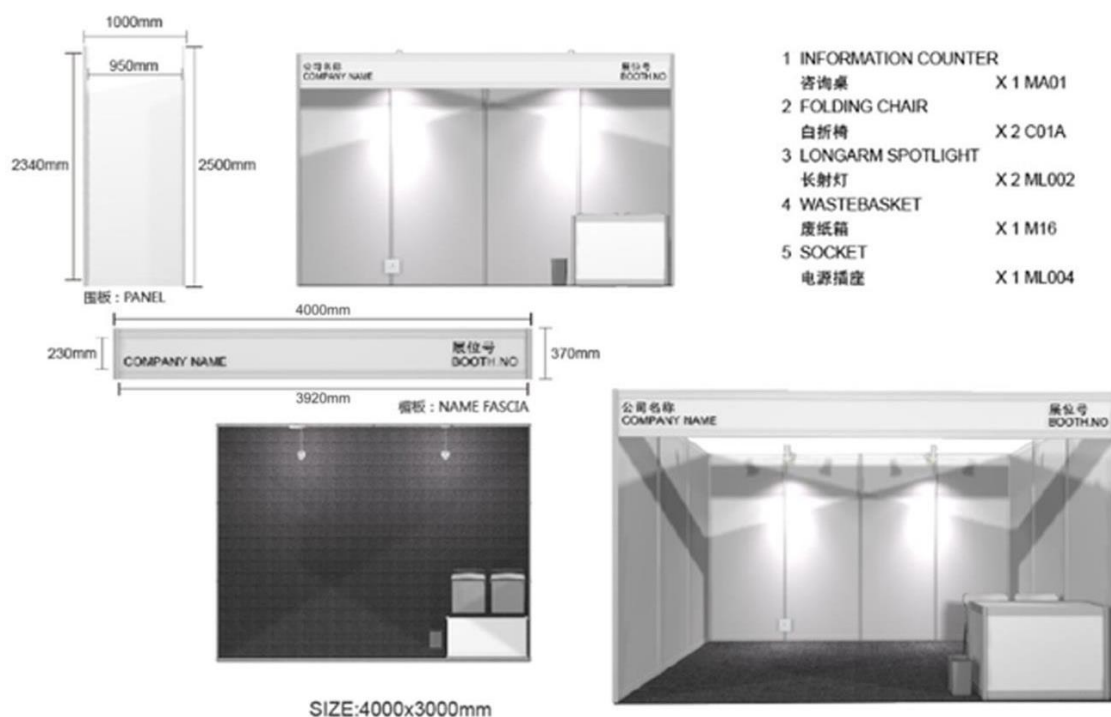 1000mm
950mm
2340mm
2500mm
围板：PANEL
公司名称
COMPANY NAME
展位号
BOOTH.NO
1 INFORMATION COUNTER
咨询桌 X 1 MA01
2 FOLDING CHAIR
白折椅 X 2 C01A
3 LONGARM SPOTLIGHT
长射灯 X 2 ML002
4 WASTEBASKET
废纸箱 X 1 M16
5 SOCKET
电源插座 X 1 ML004
4000mm
230mm
COMPANY NAME
展位号
BOOTH.NO
370mm
3920mm
楣板：NAME FASCIA
公司名称
COMPANY NAME
展位号
BOOTH.NO
SIZE:4000x3000mm